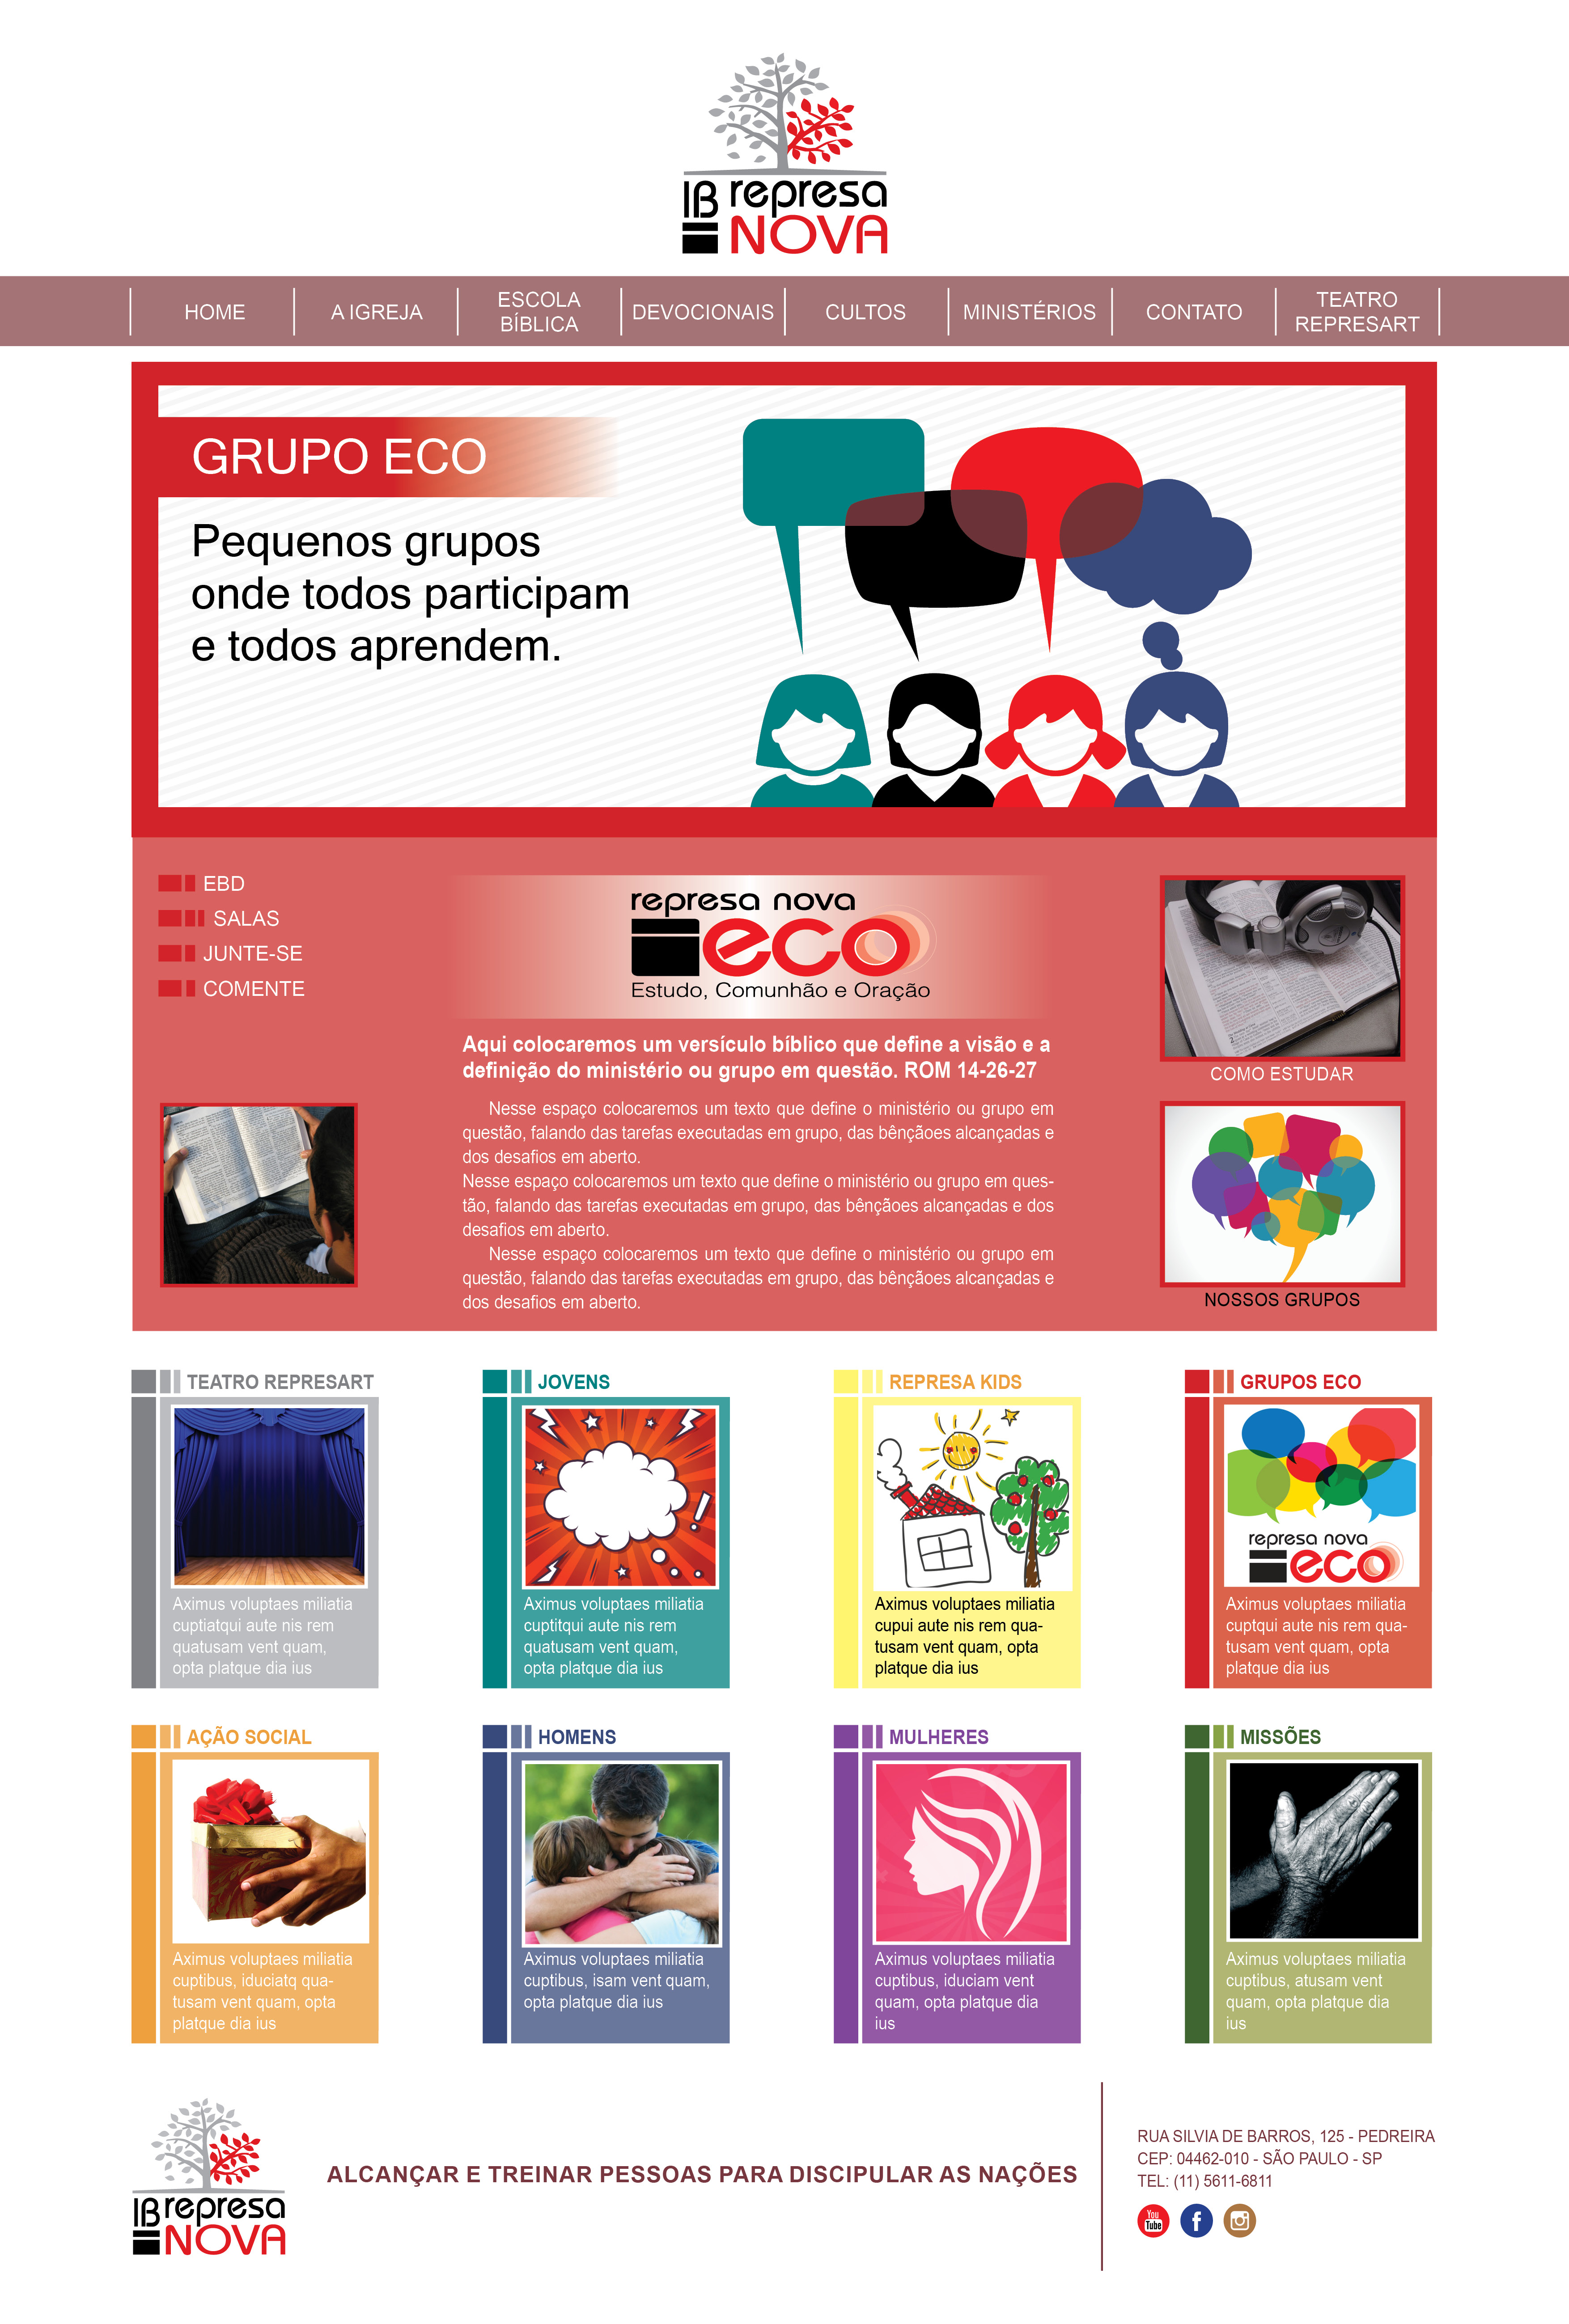 IB represa
NOVA
HOME
A IGREJA
ESCOLA
BÍBLICA
DEVOCIONAIS
CULTOS
MINISTÉRIOS
CONTATO
TEATRO
REPRESART
GRUPO ECO
Pequenos grupos
onde todos participam
e todos aprendem.
EBD
SALAS
JUNTE-SE
COMENTE
represa nova
eco
Estudo, Comunhão e Oração
Aqui colocaremos um versículo bíblico que define a visão e a
definição do ministério ou grupo em questão. ROM 14-26-27
Nesse espaço colocaremos um texto que define o ministério ou grupo em
questão, falando das tarefas executadas em grupo, das bênçãoes alcançadas e
dos desafios em aberto.
Nesse espaço colocaremos um texto que define o ministério ou grupo em ques-
tão, falando das tarefas executadas em grupo, das bênçãoes alcançadas e dos
desafios em aberto.
Nesse espaço colocaremos um texto que define o ministério ou grupo em
questão, falando das tarefas executadas em grupo, das bênçãoes alcançadas e
dos desafios em aberto.
COMO ESTUDAR
NOSSOS GRUPOS
TEATRO REPRESART
Aximus voluptaes miliatia
cuptiatqui aute nis rem
quatusam vent quam,
opta platque dia ius
JOVENS
Aximus voluptaes miliatia
cuptitqui aute nis rem
quatusam vent quam,
opta platque dia ius
REPRESA KIDS
Aximus voluptaes miliatia
cupui aute nis rem qua-
tusam vent quam, opta
platque dia ius
GRUPOS ECO
represa nova
eco
Aximus voluptaes miliatia
cuptqui aute nis rem qua-
tusam vent quam, opta
platque dia ius
AÇÃO SOCIAL
Aximus voluptaes miliatia
cuptibus, iduciatq qua-
tusam vent quam, opta
platque dia ius
HOMENS
Aximus voluptaes miliatia
cuptibus, isam vent quam,
opta platque dia ius
MULHERES
Aximus voluptaes miliatia
cuptibus, iduciam vent
quam, opta platque dia
ius
MISSÕES
Aximus voluptaes miliatia
cuptibus, atusam vent
quam, opta platque dia
ius
IB represa
NOVA
ALCANÇAR E TREINAR PESSOAS PARA DISCIPULAR AS NAÇÕES
RUA SILVIA DE BARROS, 125 - PEDREIRA
CEP: 04462-010 - SÃO PAULO - SP
TEL: (11) 5611-6811
You
Tube
f